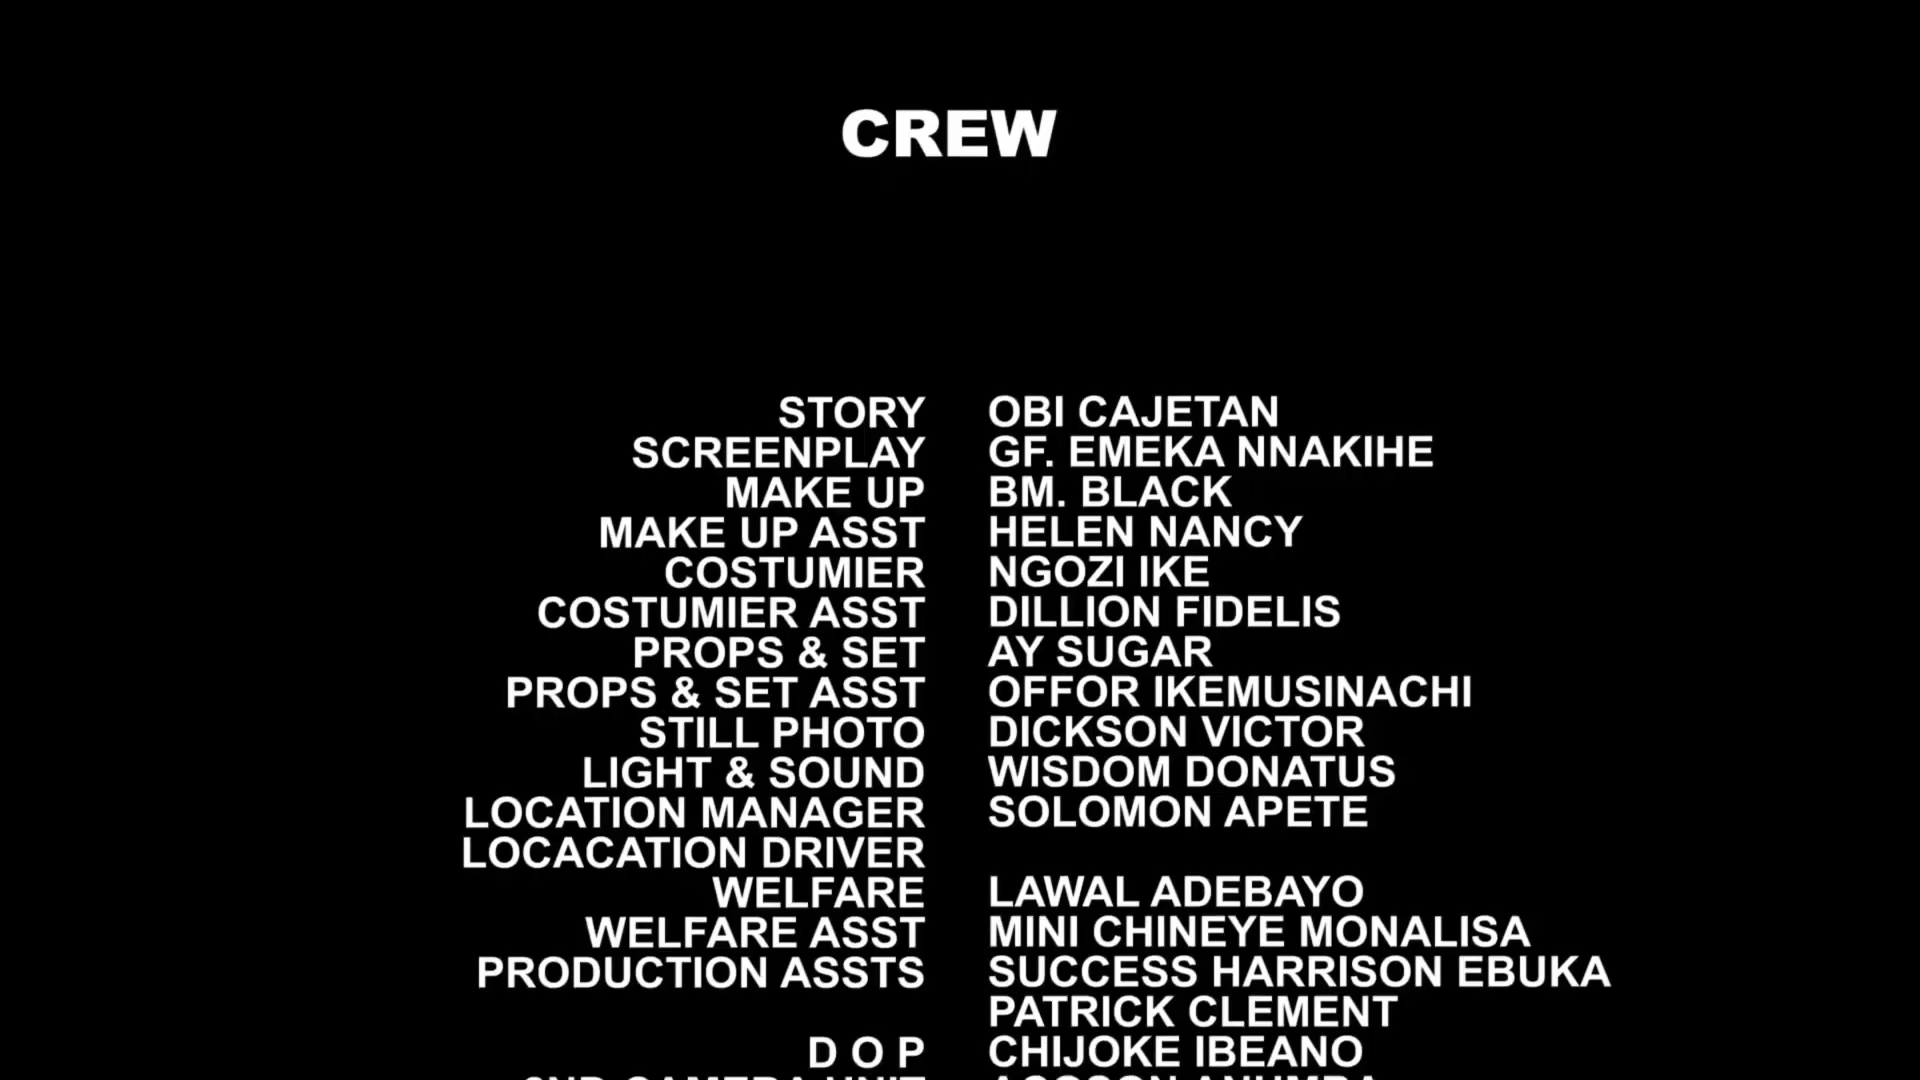 CREW
STORY OBI CAJETAN
SCREENPLAY GF. EMEKA NNAKIHE
MAKE UP BM. BLACK
MAKE UP ASST HELEN NANCY
COSTUMIER NGOZI IKE
COSTUMIER ASST DILLION FIDELIS
PROPS & SET AY SUGAR
PROPS & SET ASST OFFOR IKEMUSINACHI
STILL PHOTO DICKSON VICTOR
LIGHT & SOUND WISDOM DONATUS
LOCATION MANAGER SOLOMON APETE
LOCACATION DRIVER
WELFARE LAWAL ADEBAYO
WELFARE ASST MINI CHINEYE MONALISA
PRODUCTION ASSTS SUCCESS HARRISON EBUKA
PATRICK CLEMENT
D O P CHIJOKE IBEANO
2ND CAMERA UNIT